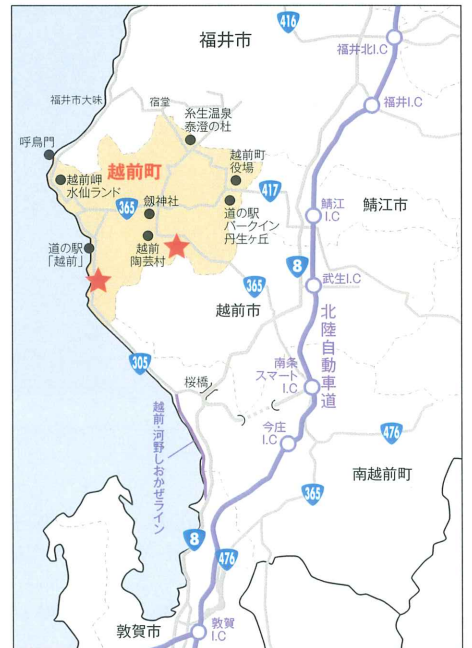 416
福井市
福井北I.C
福井市大味
宿堂
福井I.C
糸生温泉
泰澄の杜
呼鳥門
越前町
越前町
役場
越前岬
水仙ランド
417
365
劔神社
道の駅
パークイン
丹生ヶ丘
鯖江
I.C
鯖江市
道の駅
「越前」
越前
陶芸村
8
365
武生I.C
越前市
北陸自動車道
305
南条
スマート
I.C
桜橋
越前・河野しおかぜライン
今庄
I.C
476
南越前町
365
8
476
敦賀市
敦賀
I.C